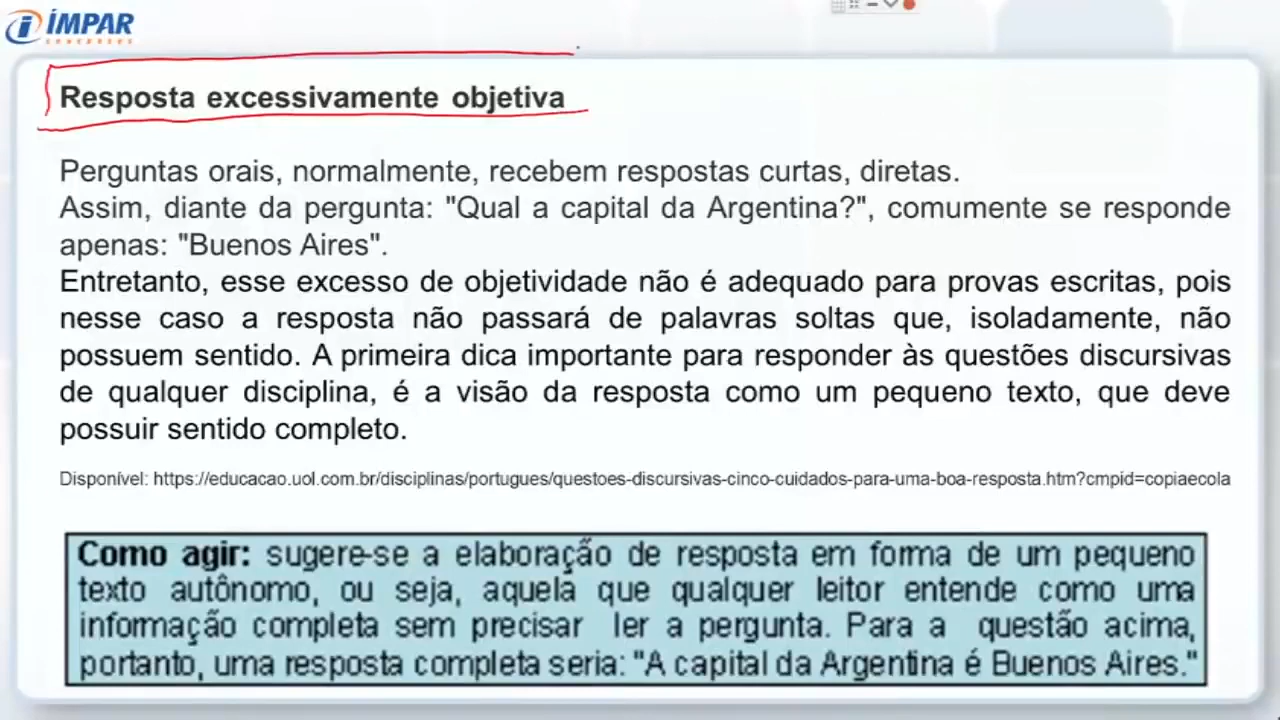 ÍMPAR
CONCURSOS
Resposta excessivamente objetiva
Perguntas orais, normalmente, recebem respostas curtas, diretas.
Assim, diante da pergunta: "Qual a capital da Argentina?", comumente se responde
apenas: "Buenos Aires".
Entretanto, esse excesso de objetividade não é adequado para provas escritas, pois
nesse caso a resposta não passará de palavras soltas que, isoladamente, não
possuem sentido. A primeira dica importante para responder às questões discursivas
de qualquer disciplina, é a visão da resposta como um pequeno texto, que deve
possuir sentido completo.
Disponível: https://educacao.uol.com.br/disciplinas/portugues/questoes-discursivas-cinco-cuidados-para-uma-boa-resposta.htm?cmpid=copiaecola
Como agir: sugere-se a elaboração de resposta em forma de um pequeno
texto autônomo, ou seja, aquela que qualquer leitor entende como uma
informação completa sem precisar ler a pergunta. Para a questão acima,
portanto, uma resposta completa seria: "A capital da Argentina é Buenos Aires."